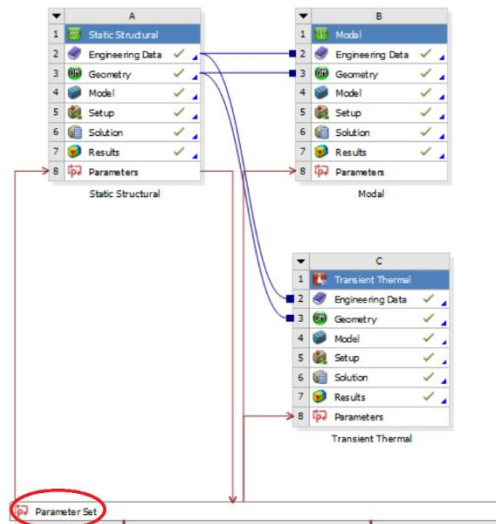 A
1 Static Structural
2 Engineering Data
3 Geometry
4 Model
5 Setup
6 Solution
7 Results
8 Parameters
Static Structural
B
1 Modal
2 Engineering Data
3 Geometry
4 Model
5 Setup
6 Solution
7 Results
8 Parameters
Modal
C
1 Transient Thermal
2 Engineering Data
3 Geometry
4 Model
5 Setup
6 Solution
7 Results
8 Parameters
Transient Thermal
Parameter Set